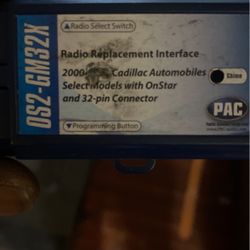 ▲Radio Select Switch
OS2-GM32X
Radio Replacement Interface
2000 Cadillac Automobiles
Select Models with OnStar
and 32-pin Connector
Chime
PAC
▼Programming Button